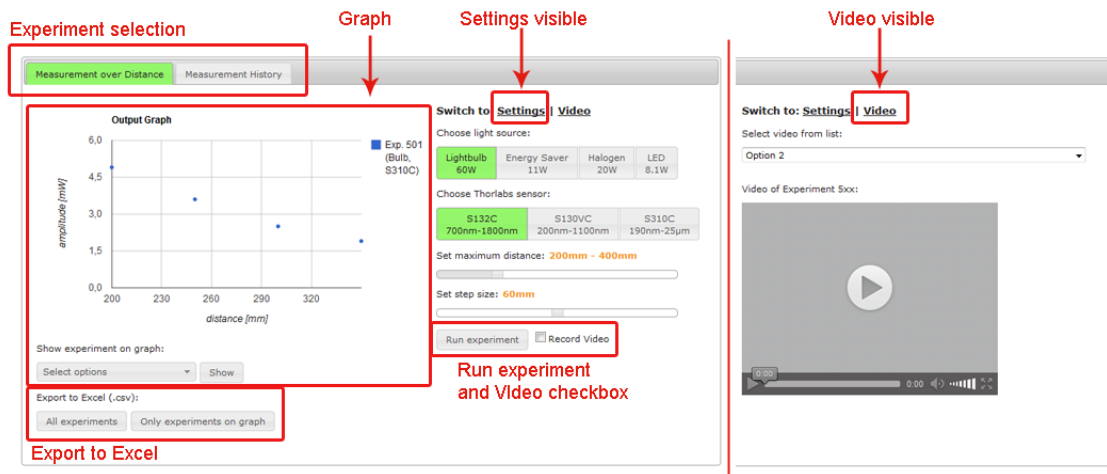 Experiment selection
Graph
Settings visible
Video visible
Measurement over Distance
Measurement History
Output Graph
6,0
4,5
3,0
1,5
0,0
amplitude [mW]
200
230
260
290
320
distance [mm]
Exp. 501
(Bulb,
S310C)
Show experiment on graph:
Select options
Show
Export to Excel (.csv):
All experiments
Only experiments on graph
Export to Excel
Switch to: Settings | Video
Choose light source:
Lightbulb
60W
Energy Saver
11W
Halogen
20W
LED
8.1W
Choose Thorlabs sensor:
S132C
700nm-1800nm
S130VC
200nm-1100nm
S310C
190nm-25µm
Set maximum distance: 200mm - 400mm
Set step size: 60mm
Run experiment
Record Video
Run experiment
and VIdeo checkbox
Switch to: Settings | Video
Select video from list:
Option 2
Video of Experiment 5xx:
0:00
0:00